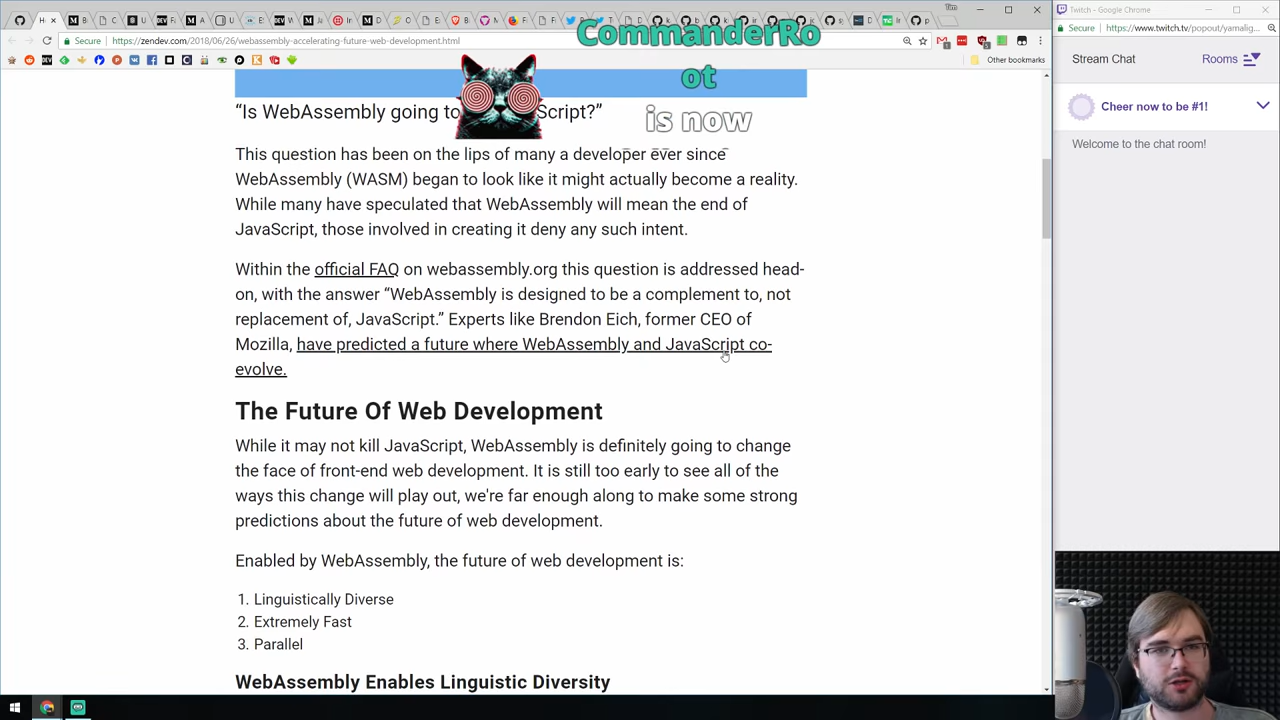 Tim
Twitch - Google Chrome
Secure
https://zendev.com/2018/06/26/webassembly-accelerating-future-web-development.html
Secure
https://www.twitch.tv/popout/yamalig...
Other bookmarks
CommanderRo
ot
is now
Stream Chat
Rooms
Cheer now to be #1!
Welcome to the chat room!
“Is WebAssembly going to Script?”
This question has been on the lips of many a developer ever since
WebAssembly (WASM) began to look like it might actually become a reality.
While many have speculated that WebAssembly will mean the end of
JavaScript, those involved in creating it deny any such intent.
Within the official FAQ on webassembly.org this question is addressed head-
on, with the answer “WebAssembly is designed to be a complement to, not
replacement of, JavaScript.” Experts like Brendon Eich, former CEO of
Mozilla, have predicted a future where WebAssembly and JavaScript co-
evolve.
The Future Of Web Development
While it may not kill JavaScript, WebAssembly is definitely going to change
the face of front-end web development. It is still too early to see all of the
ways this change will play out, we're far enough along to make some strong
predictions about the future of web development.
Enabled by WebAssembly, the future of web development is:
1. Linguistically Diverse
2. Extremely Fast
3. Parallel
WebAssembly Enables Linguistic Diversity